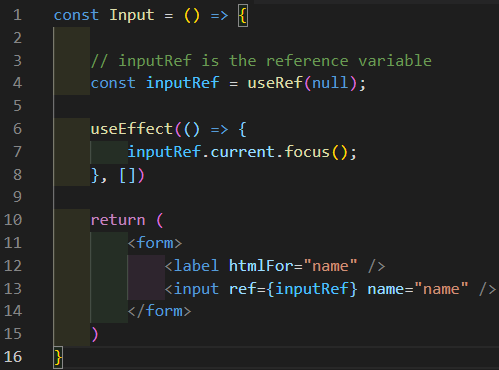 1 const Input = () => {
2
3 // inputRef is the reference variable
4 const inputRef = useRef(null);
5
6 useEffect(() => {
7 inputRef.current.focus();
8 }, [])
9
10 return (
11 <form>
12 <label htmlFor="name" />
13 <input ref={inputRef} name="name" />
14 </form>
15 )
16 }